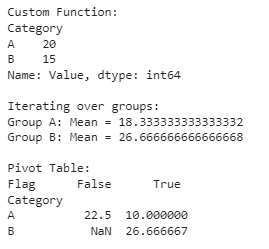 Custom Function:
Category
A    20
B    15
Name: Value, dtype: int64

Iterating over groups:
Group A: Mean = 18.333333333333332
Group B: Mean = 26.666666666666668

Pivot Table:
Flag      False      True
Category
A          22.5  10.000000
B           NaN  26.666667